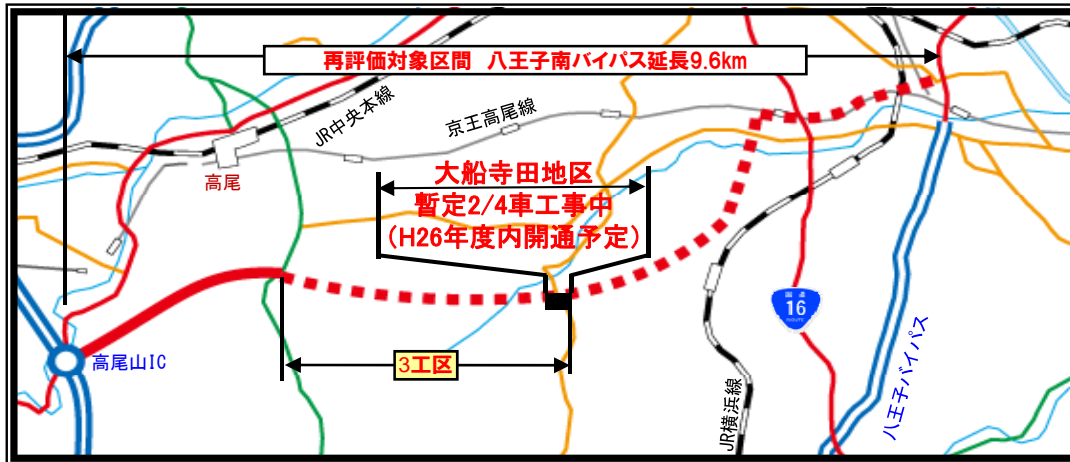 再評価対象区間 八王子南バイパス延長9.6km
JR中央本線
京王高尾線
高尾
大船寺田地区
暫定2/4車工事中
(H26年度内開通予定)
国道
16
ROUTE
高尾山IC
3工区
JR横浜線
八王子バイパス